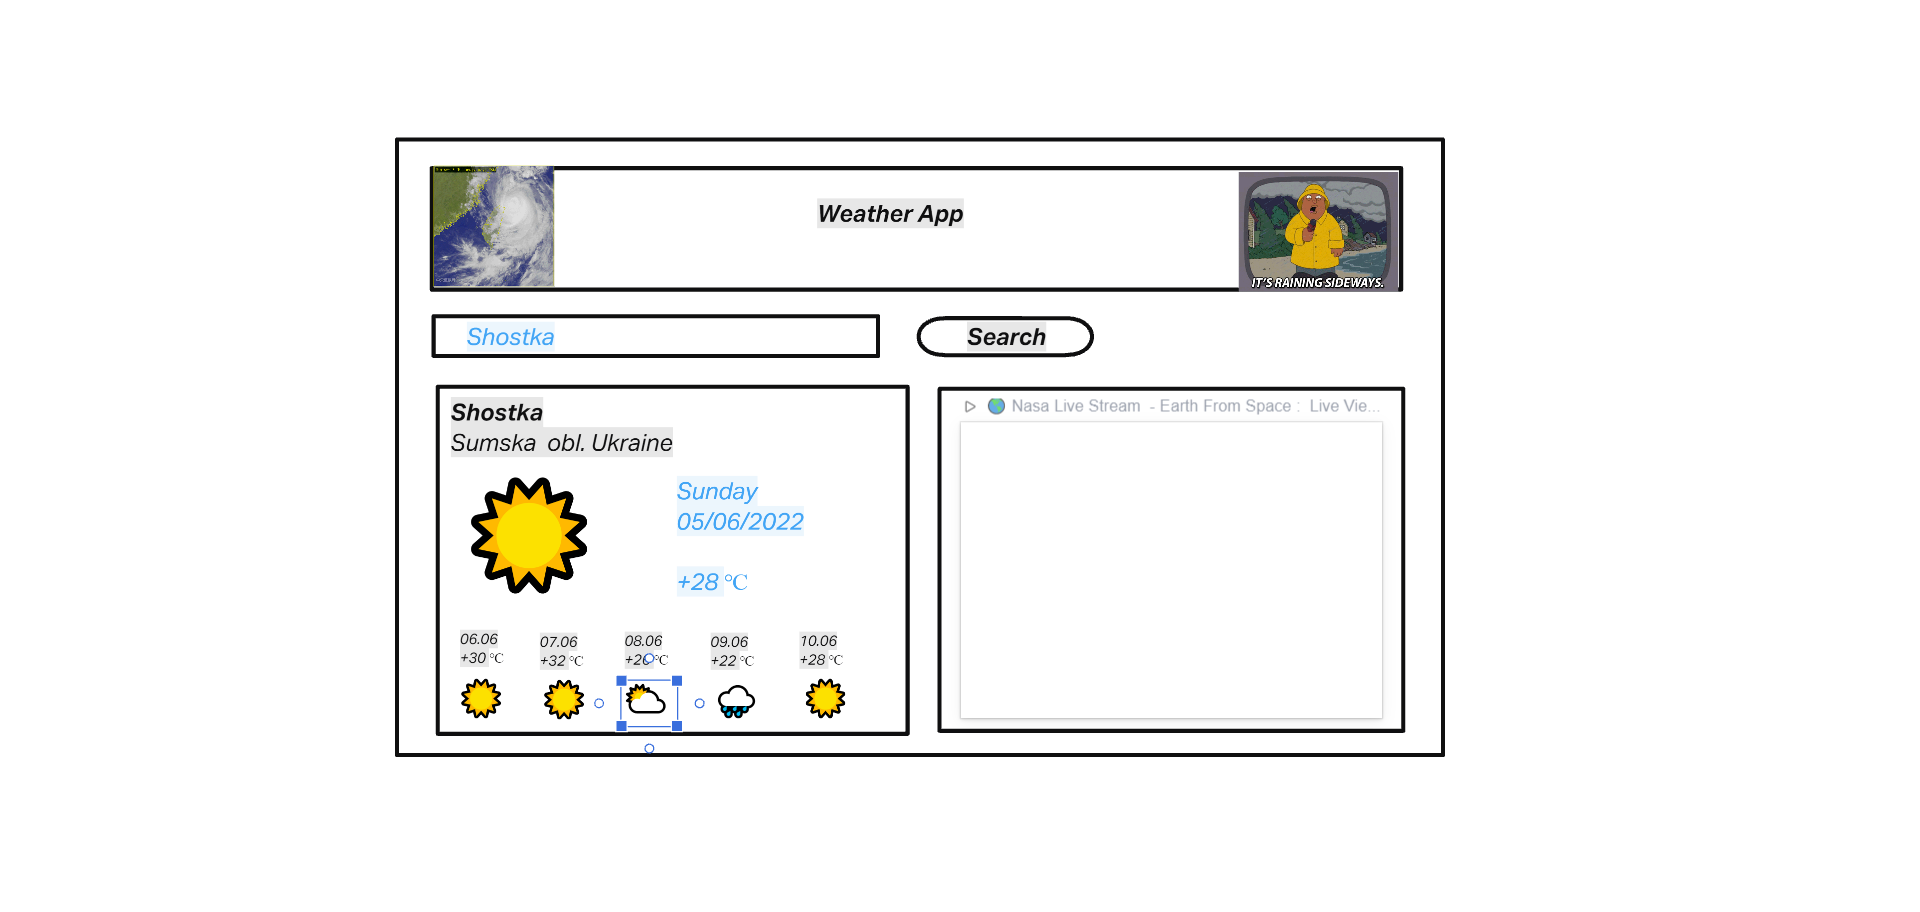 Weather App
IT'S RAINING SIDEWAYS.
Shostka
Search
Shostka
Sumska obl. Ukraine
Sunday
05/06/2022
+28 ℃
06.06
+30 ℃
07.06
+32 ℃
08.06
+26 ℃
09.06
+22 ℃
10.06
+28 ℃
Nasa Live Stream - Earth From Space : Live Vie...